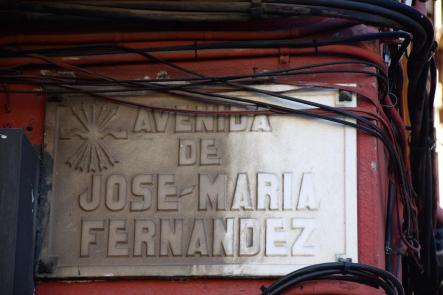 AVENIDA
DE
JOSE-MARIA
FERNANDEZ